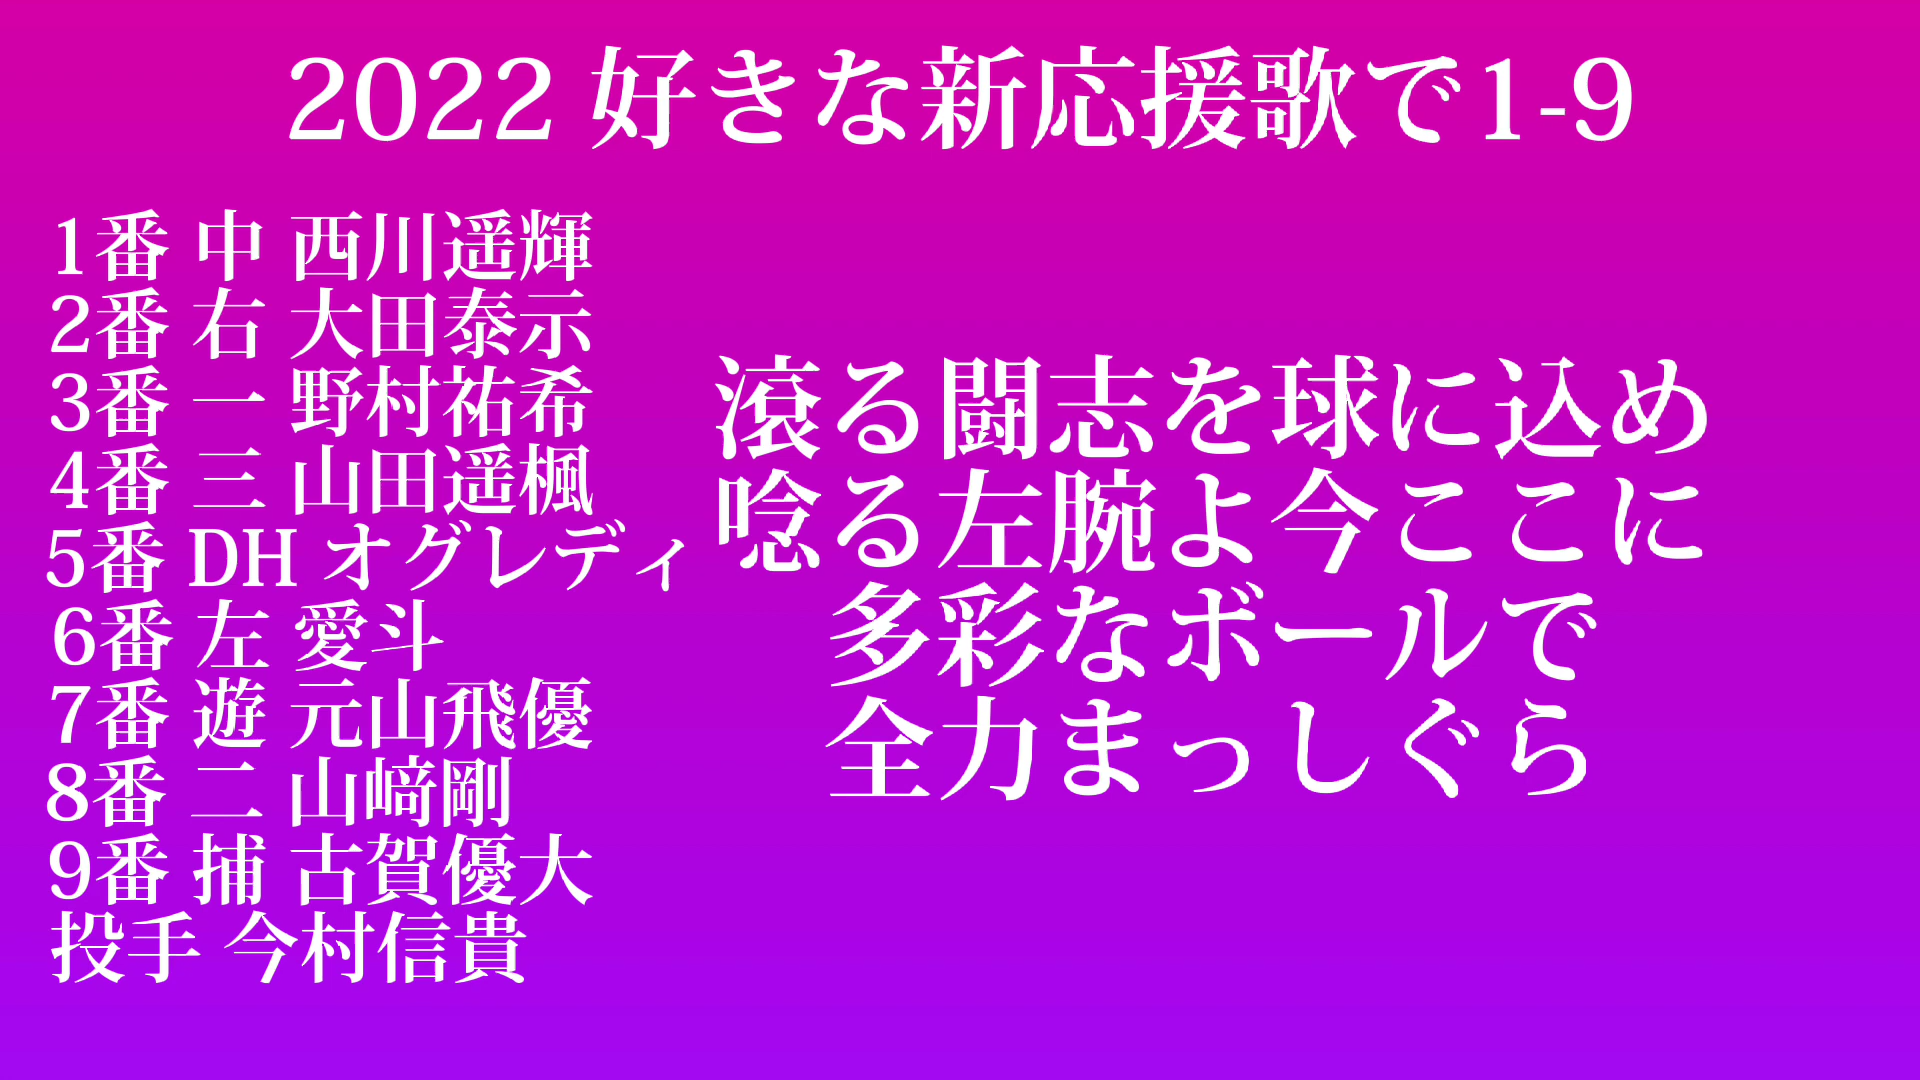 2022 好きな新応援歌で1-9
1番 中 西川遥輝
2番 右 大田泰示
3番 一 野村祐希
4番 三 山田遥楓
5番 DH オグレディ
6番 左 愛斗
7番 遊 元山飛優
8番 二 山﨑剛
9番 捕 古賀優大
投手 今村信貴
滾る闘志を球に込め
唸る左腕よ今ここに
多彩なボールで
全力まっしぐら